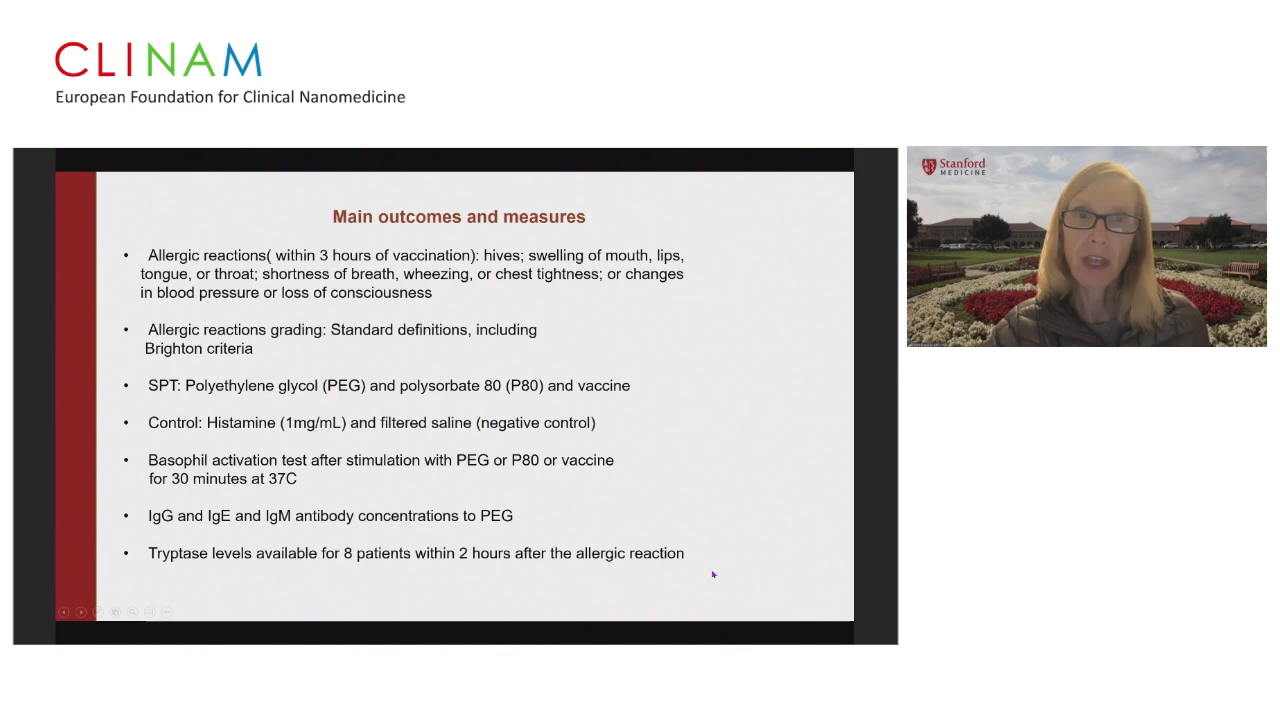 CLINAM
European Foundation for Clinical Nanomedicine
Stanford
MEDICINE
Main outcomes and measures
• Allergic reactions( within 3 hours of vaccination): hives; swelling of mouth, lips,
tongue, or throat; shortness of breath, wheezing, or chest tightness; or changes
in blood pressure or loss of consciousness
• Allergic reactions grading: Standard definitions, including
Brighton criteria
• SPT: Polyethylene glycol (PEG) and polysorbate 80 (P80) and vaccine
• Control: Histamine (1mg/mL) and filtered saline (negative control)
• Basophil activation test after stimulation with PEG or P80 or vaccine
for 30 minutes at 37C
• IgG and IgE and IgM antibody concentrations to PEG
• Tryptase levels available for 8 patients within 2 hours after the allergic reaction